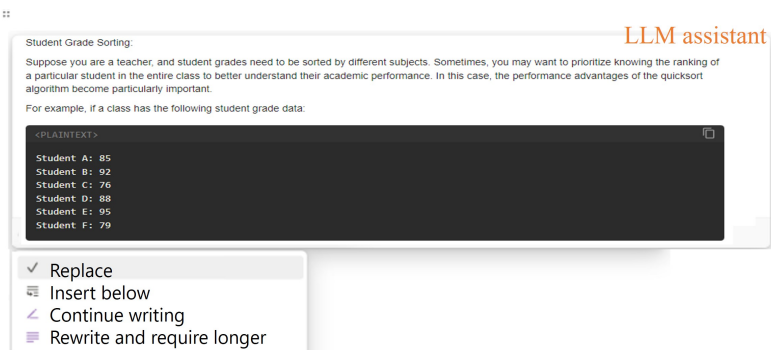 LLM assistant
Student Grade Sorting:
Suppose you are a teacher, and student grades need to be sorted by different subjects. Sometimes, you may want to prioritize knowing the ranking of
a particular student in the entire class to better understand their academic performance. In this case, the performance advantages of the quicksort
algorithm become particularly important.
For example, if a class has the following student grade data:
<PLAINTEXT>
Student A: 85
Student B: 92
Student C: 76
Student D: 88
Student E: 95
Student F: 79
Replace
Insert below
Continue writing
Rewrite and require longer